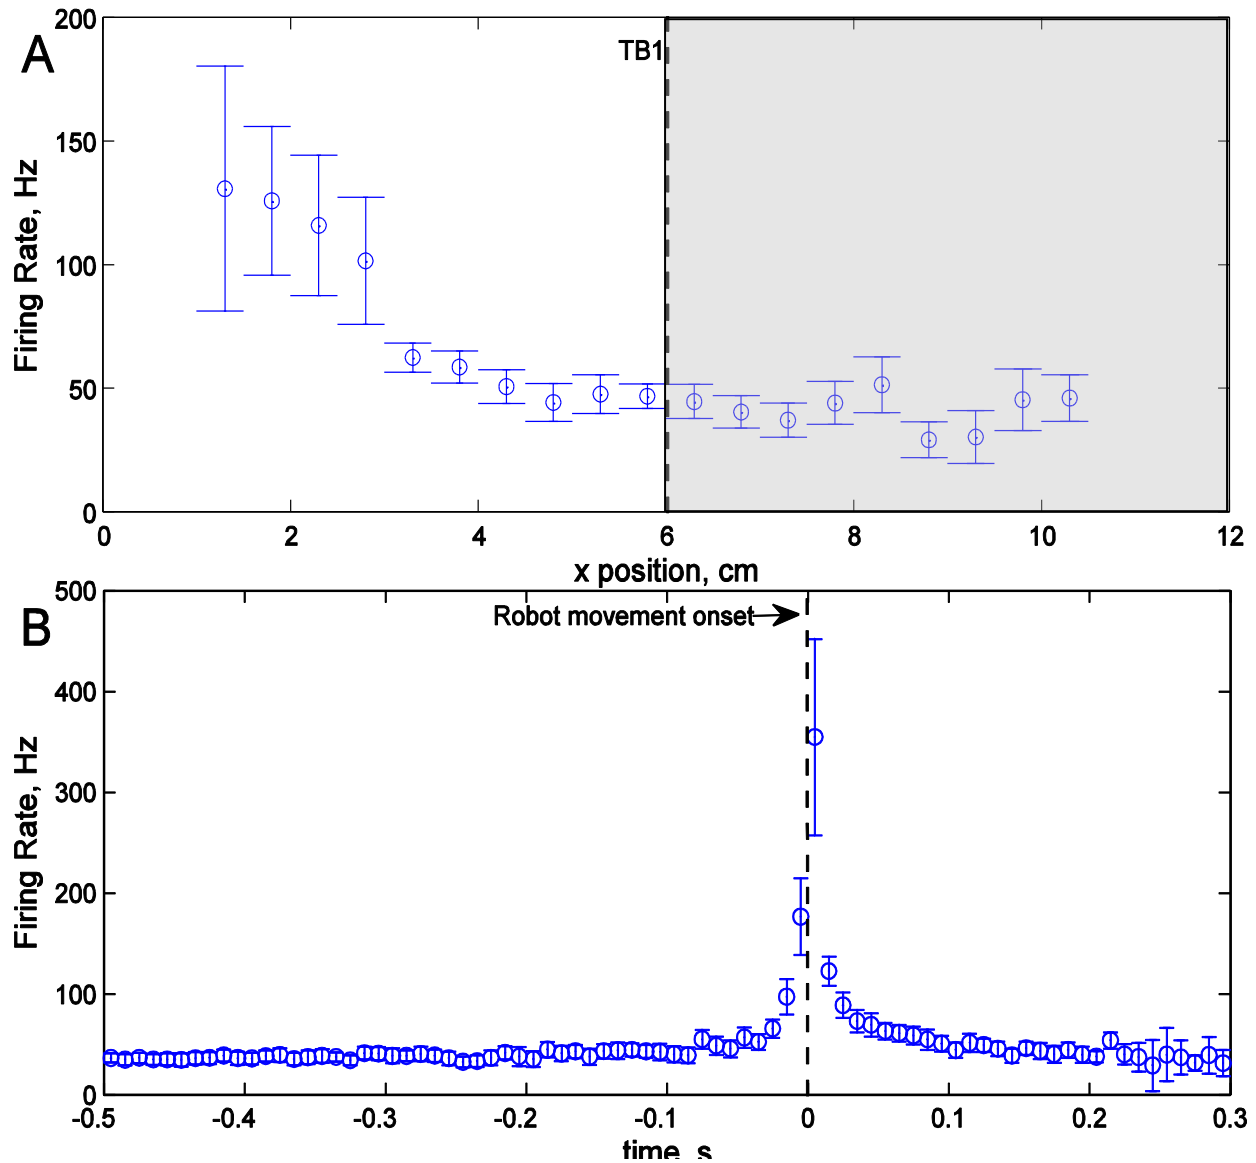 A
200
150
100
50
0
Firing Rate, Hz
TB1
0 2 4 6 8 10 12
x position, cm
B
500
400
300
200
100
0
Firing Rate, Hz
Robot movement onset
-0.5 -0.4 -0.3 -0.2 -0.1 0 0.1 0.2 0.3
time, s